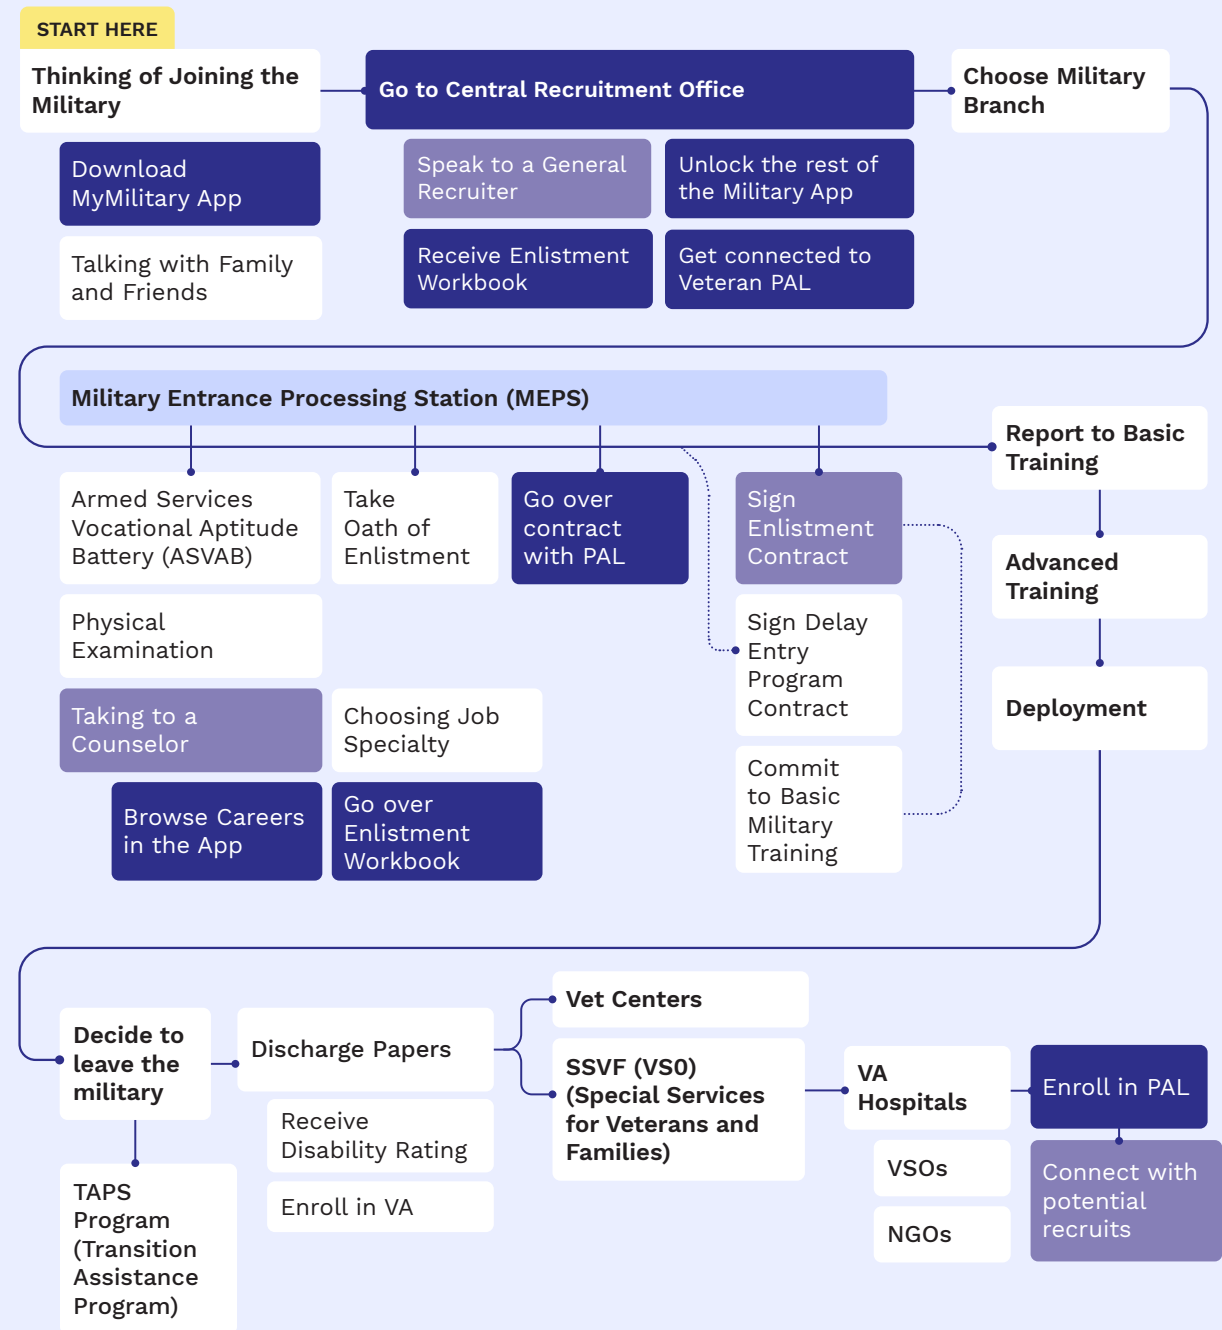 START HERE
Thinking of Joining the
Military
Go to Central Recruitment Office
Choose Military
Branch
Download
MyMilitary App
Talking with Family
and Friends
Speak to a General
Recruiter
Unlock the rest of
the Military App
Receive Enlistment
Workbook
Get connected to
Veteran PAL
Military Entrance Processing Station (MEPS)
Armed Services
Vocational Aptitude
Battery (ASVAB)
Take
Oath of
Enlistment
Go over
contract
with PAL
Sign
Enlistment
Contract
Physical
Examination
Sign Delay
Entry
Program
Contract
Taking to a
Counselor
Choosing Job
Specialty
Browse Careers
in the App
Go over
Enlistment
Workbook
Commit
to Basic
Military
Training
Report to Basic
Training
Advanced
Training
Deployment
Decide to
leave the
military
TAPS
Program
(Transition
Assistance
Program)
Discharge Papers
Receive
Disability Rating
Enroll in VA
Vet Centers
SSVF (VS0)
(Special Services
for Veterans and
Families)
VA
Hospitals
VSOs
NGOs
Enroll in PAL
Connect with
potential
recruits